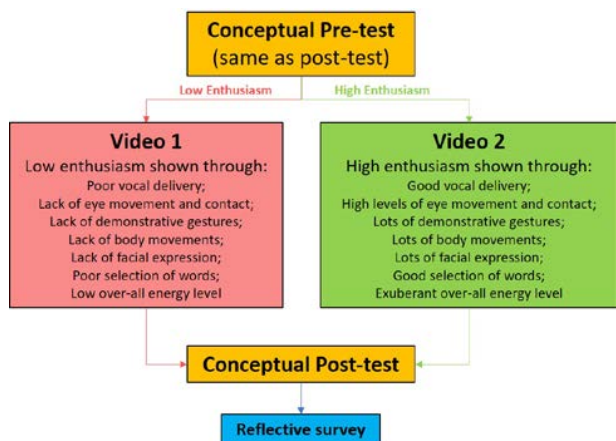 Conceptual Pre-test
(same as post-test)
Low Enthusiasm
High Enthusiasm
Video 1
Low enthusiasm shown through:
Poor vocal delivery;
Lack of eye movement and contact;
Lack of demonstrative gestures;
Lack of body movements;
Lack of facial expression;
Poor selection of words;
Low over-all energy level
Video 2
High enthusiasm shown through:
Good vocal delivery;
High levels of eye movement and contact;
Lots of demonstrative gestures;
Lots of body movements;
Lots of facial expression;
Good selection of words;
Exuberant over-all energy level
Conceptual Post-test
Reflective survey